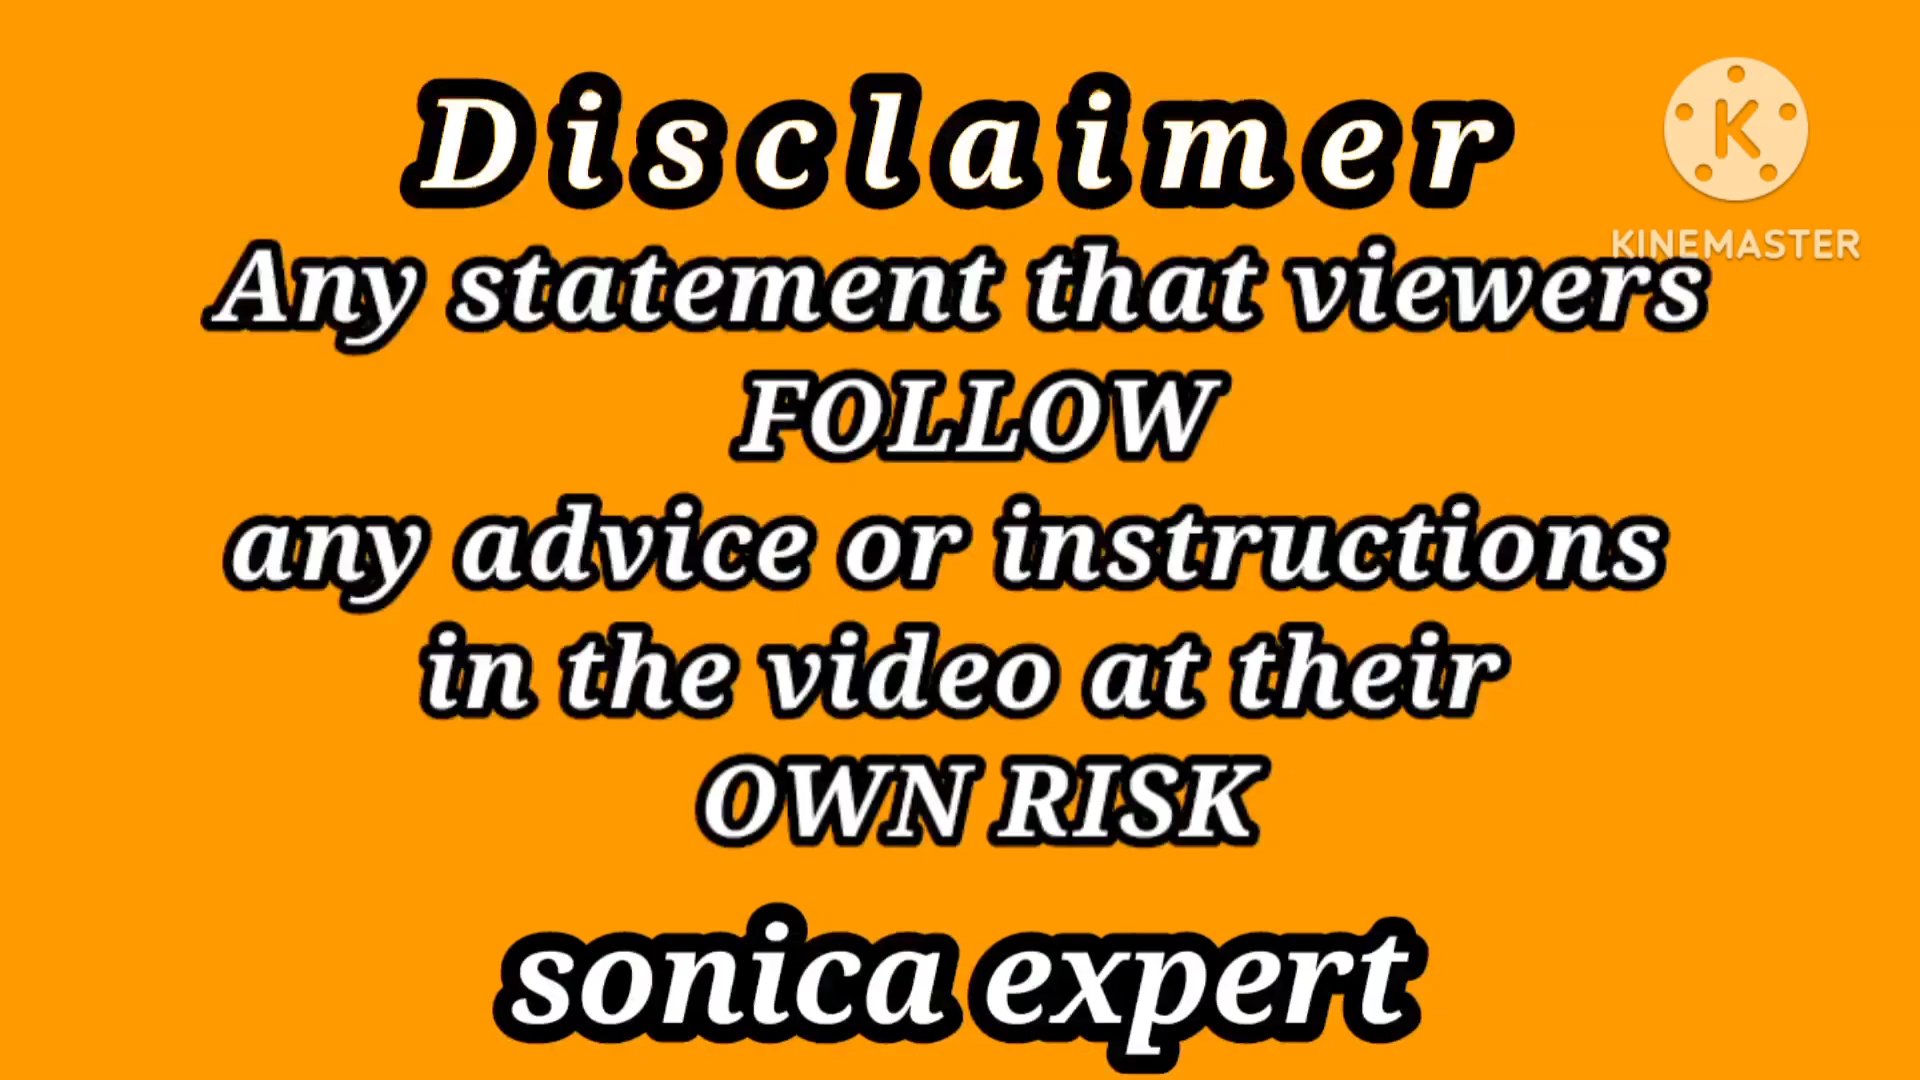 Disclaimer
K
KINEMASTER
Any statement that viewers
FOLLOW
any advice or instructions
in the video at their
OWN RISK
sonica expert